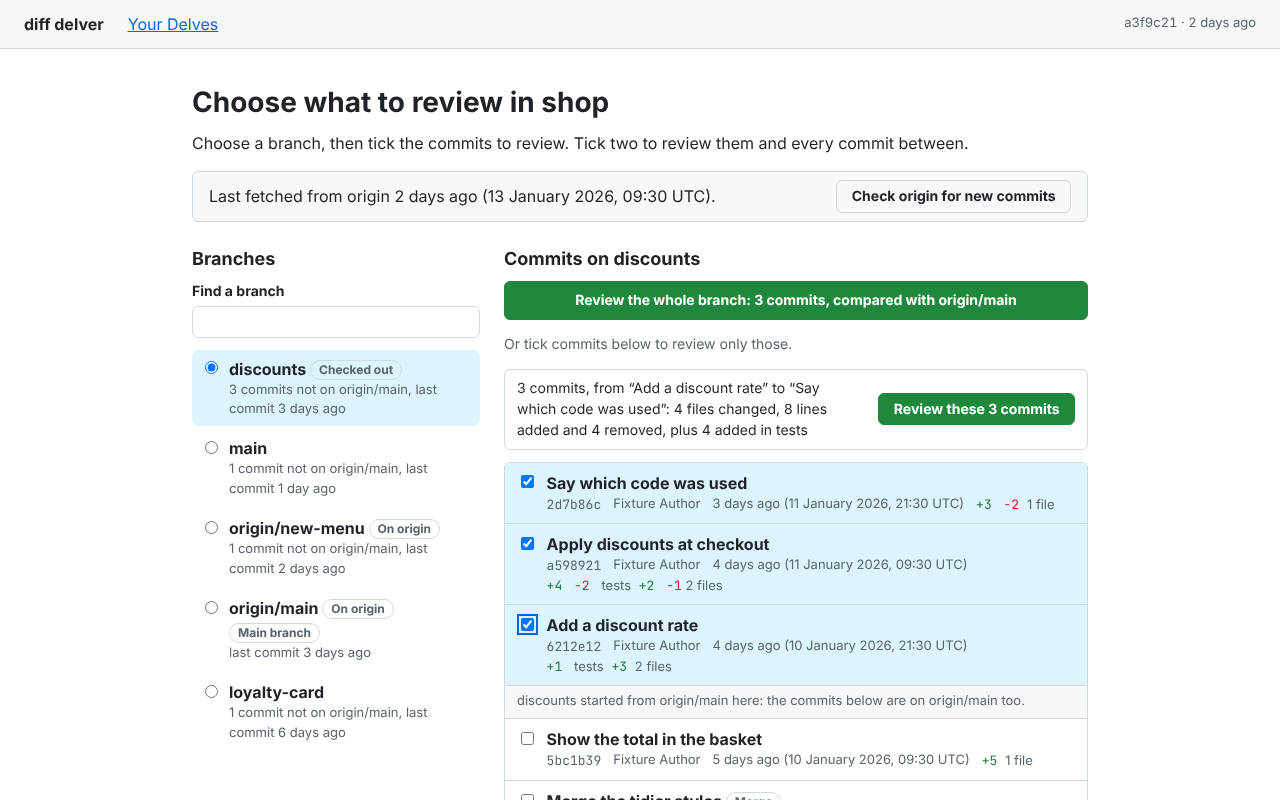 diff delver Your Delves a3f9c21 · 2 days ago
Choose what to review in shop
Choose a branch, then tick the commits to review. Tick two to review them and every commit between.
Last fetched from origin 2 days ago (13 January 2026, 09:30 UTC). Check origin for new commits
Branches
Find a branch
discounts Checked out
3 commits not on origin/main, last
commit 3 days ago
main
1 commit not on origin/main, last
commit 1 day ago
origin/new-menu On origin
1 commit not on origin/main, last
commit 2 days ago
origin/main On origin
Main branch
last commit 3 days ago
loyalty-card
1 commit not on origin/main, last
commit 6 days ago
Commits on discounts
Review the whole branch: 3 commits, compared with origin/main
Or tick commits below to review only those.
3 commits, from “Add a discount rate” to “Say
which code was used”: 4 files changed, 8 lines
added and 4 removed, plus 4 added in tests
Review these 3 commits
Say which code was used
2d7b86c Fixture Author 3 days ago (11 January 2026, 21:30 UTC) +3 -2 1 file
Apply discounts at checkout
a598921 Fixture Author 4 days ago (11 January 2026, 09:30 UTC)
+4 -2 tests +2 -1 2 files
Add a discount rate
6212e12 Fixture Author 4 days ago (10 January 2026, 21:30 UTC)
+1 tests +3 2 files
discounts started from origin/main here: the commits below are on origin/main too.
Show the total in the basket
5bc1b39 Fixture Author 5 days ago (10 January 2026, 09:30 UTC) +5 1 file
Merge the tidier styles Merge